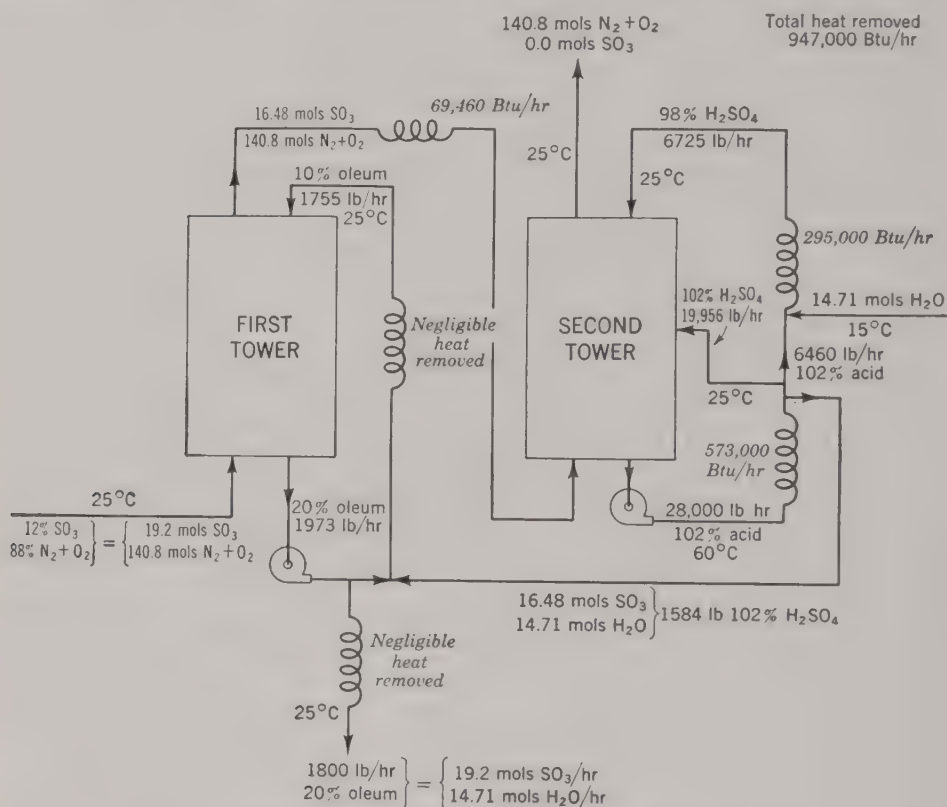 140.8 mols N₂+O₂
0.0 mols SO₃
Total heat removed
947,000 Btu/hr
16.48 mols SO₃
140.8 mols N₂+O₂
69,460 Btu/hr
25°C
98% H₂SO₄
6725 lb/hr
25°C
10% oleum
1755 lb/hr
25°C
295,000 Btu/hr
FIRST
TOWER
Negligible
heat
removed
SECOND
TOWER
102% H₂SO₄
19,956 lb/hr
14.71 mols H₂O
15°C
6460 lb/hr
102% acid
25°C
573,000
Btu/hr
25°C
12% SO₃
88% N₂+O₂
=
19.2 mols SO₃
140.8 mols N₂+O₂
20% oleum
1973 lb/hr
28,000 lb hr
102% acid
60°C
16.48 mols SO₃
14.71 mols H₂O
1584 lb 102% H₂SO₄
Negligible
heat
removed
25°C
1800 lb/hr
20% oleum
=
19.2 mols SO₃/hr
14.71 mols H₂O/hr